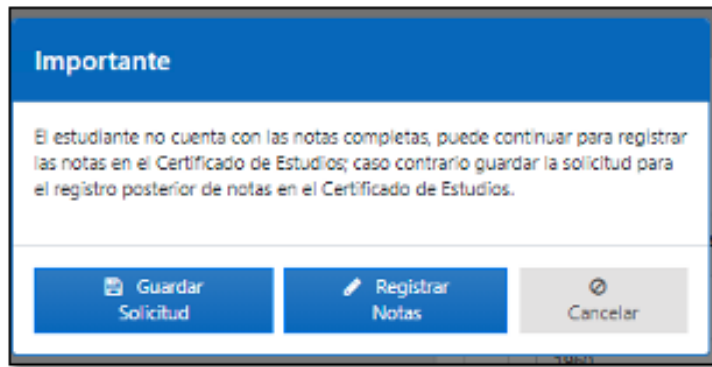 Importante
El estudiante no cuenta con las notas completas, puede continuar para registrar
las notas en el Certificado de Estudios; caso contrario guardar la solicitud para
el registro posterior de notas en el Certificado de Estudios.
Guardar
Solicitud
Registrar
Notas
Cancelar